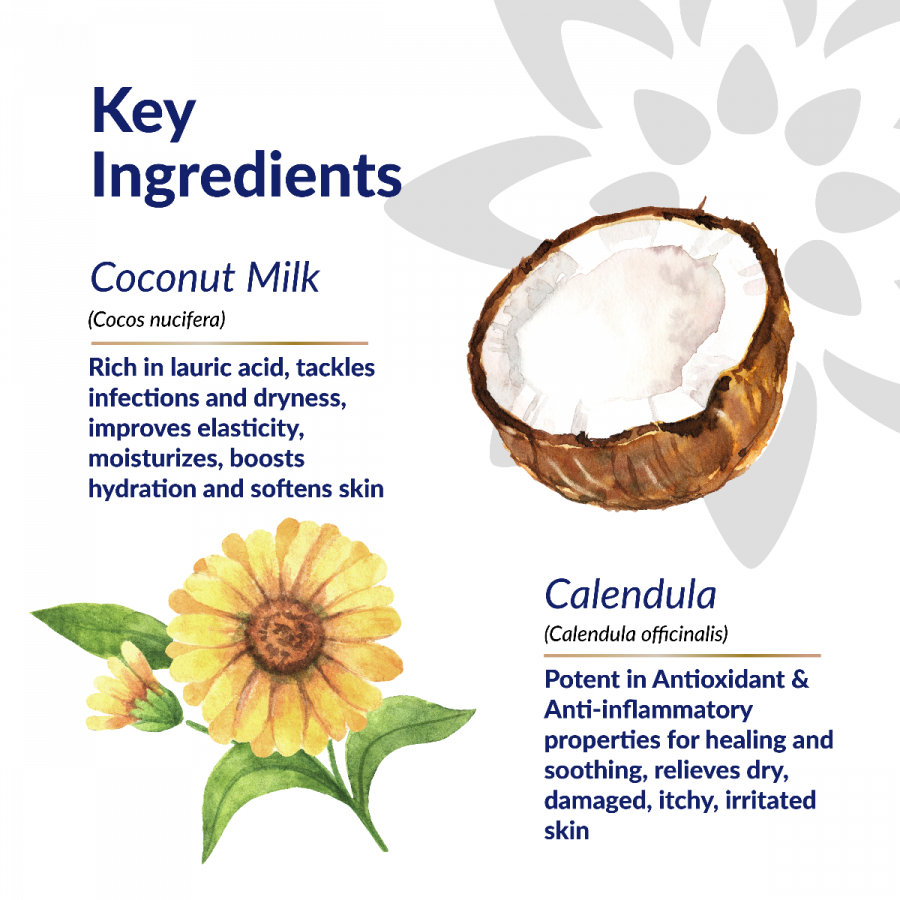 Key
Ingredients
Coconut Milk
(Cocos nucifera)
Rich in lauric acid, tackles
infections and dryness,
improves elasticity,
moisturizes, boosts
hydration and softens skin
Calendula
(Calendula officinalis)
Potent in Antioxidant &
Anti-inflammatory
properties for healing and
soothing, relieves dry,
damaged, itchy, irritated
skin